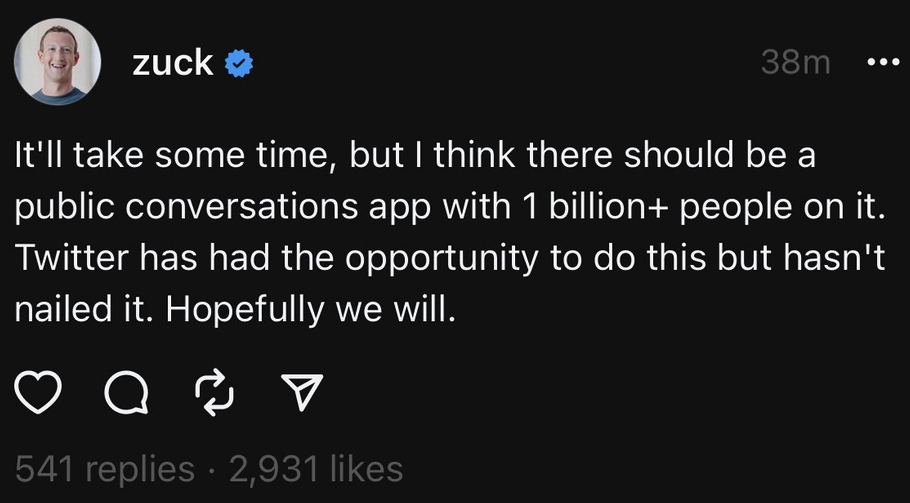 zuck
38m
It'll take some time, but I think there should be a
public conversations app with 1 billion+ people on it.
Twitter has had the opportunity to do this but hasn't
nailed it. Hopefully we will.
541 replies · 2,931 likes